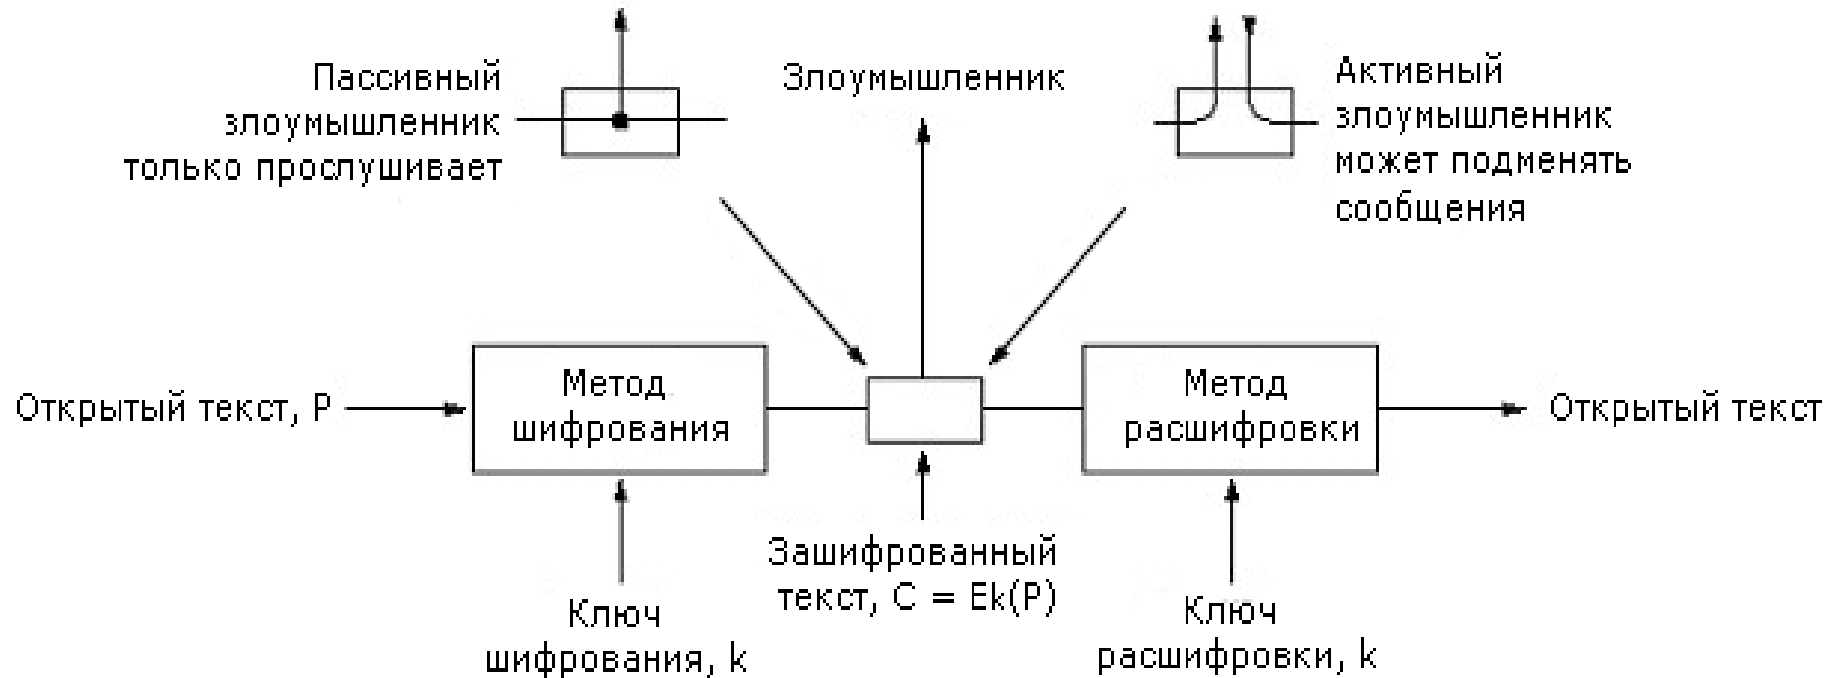 Пассивный
злоумышленник
только прослушивает
Злоумышленник
Активный
злоумышленник
может подменять
сообщения
Открытый текст, P
Метод
шифрования
Метод
расшифровки
Открытый текст
Зашифрованный
текст, C = Ek(P)
Ключ
шифрования, k
Ключ
расшифровки, k